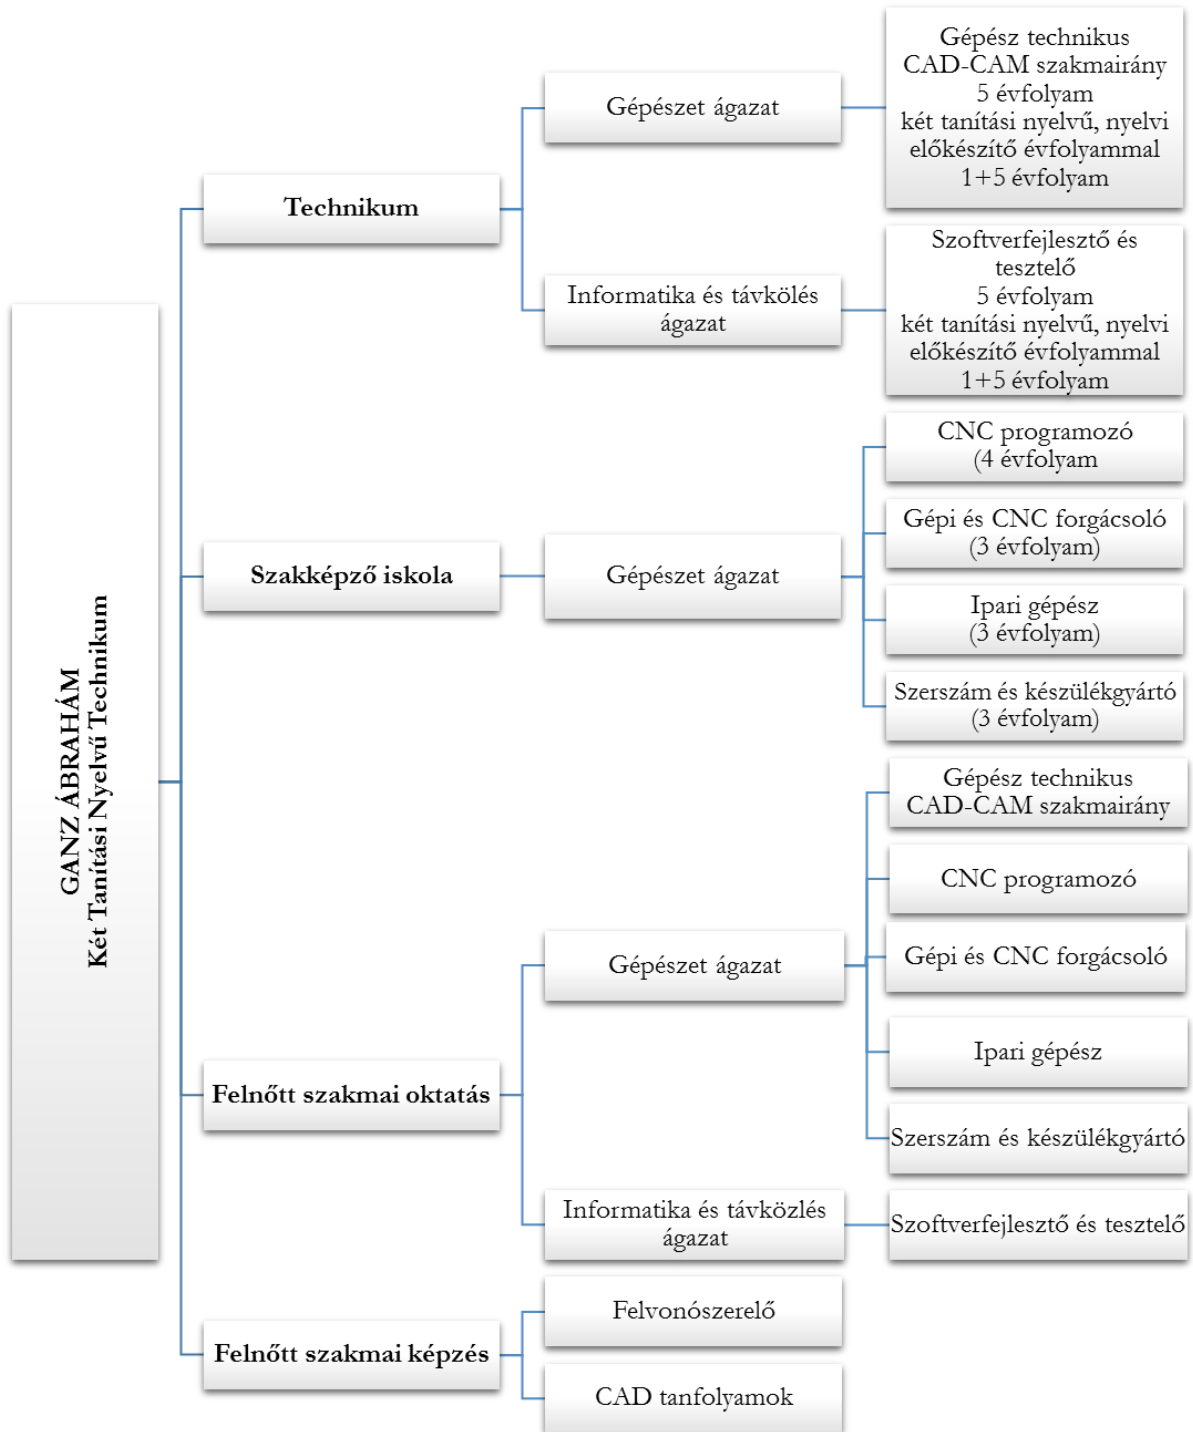 GANZ ÁBRAHÁM
Két Tanítási Nyelvű Technikum
Technikum
Gépészet ágazat
Gépész technikus
CAD-CAM szakmairány
5 évfolyam
két tanítási nyelvű, nyelvi
előkészítő évfolyammal
1+5 évfolyam
Informatika és távkölés
ágazat
Szoftverfejlesztő és
tesztelő
5 évfolyam
két tanítási nyelvű, nyelvi
előkészítő évfolyammal
1+5 évfolyam
Szakképző iskola
Gépészet ágazat
CNC programozó
(4 évfolyam
Gépi és CNC forgácsoló
(3 évfolyam)
Ipari gépész
(3 évfolyam)
Szerszám és készülékgyártó
(3 évfolyam)
Felnőtt szakmai oktatás
Gépészet ágazat
Gépész technikus
CAD-CAM szakmairány
CNC programozó
Gépi és CNC forgácsoló
Ipari gépész
Szerszám és készülékgyártó
Informatika és távközlés
ágazat
Szoftverfejlesztő és tesztelő
Felnőtt szakmai képzés
Felvonószerelő
CAD tanfolyamok